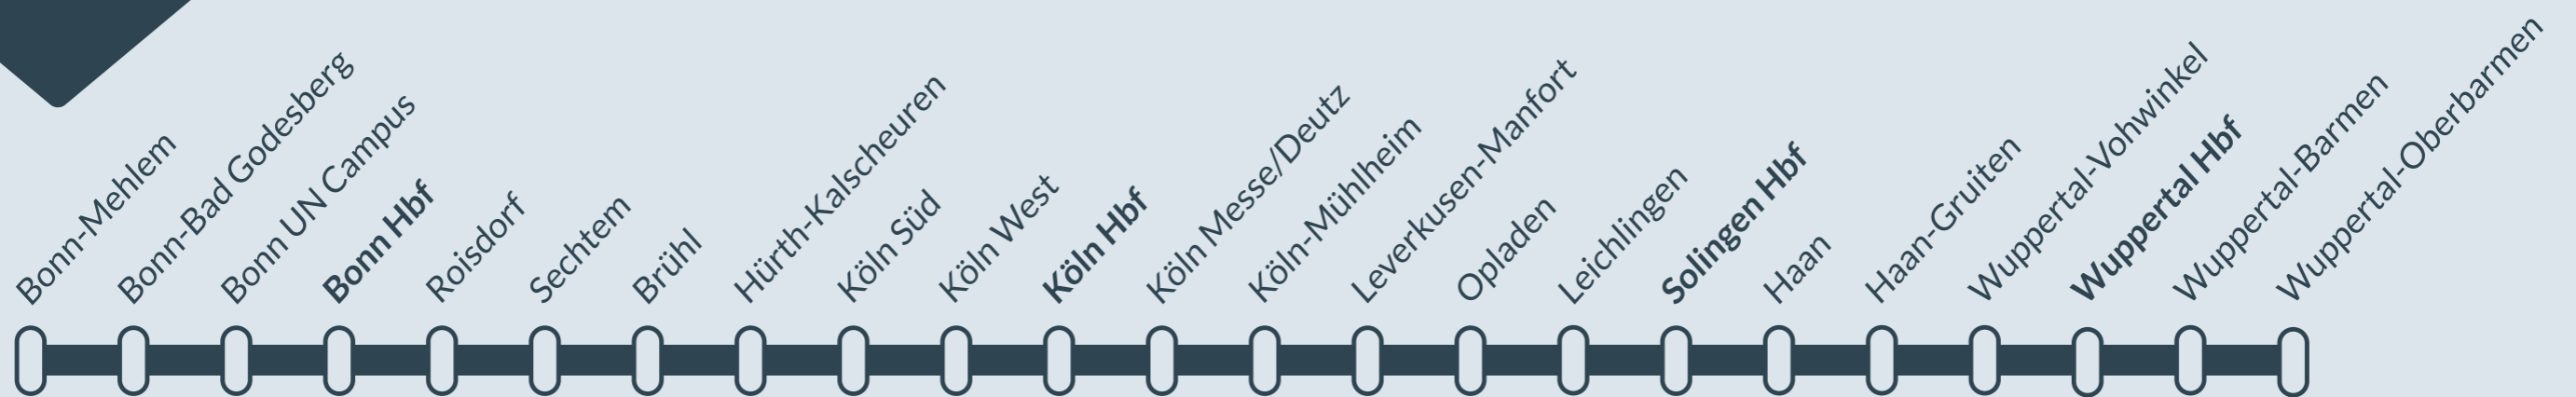 Bonn-Mehlem
Bonn-Bad Godesberg
Bonn UN Campus
Bonn Hbf
Roisdorf
Sechtem
Brühl
Hürth-Kalscheuren
Köln Süd
Köln West
Köln Hbf
Köln Messe/Deutz
Köln-Mühlheim
Leverkusen-Manfort
Opladen
Leichlingen
Solingen Hbf
Haan
Haan-Gruiten
Wuppertal-Vohwinkel
Wuppertal Hbf
Wuppertal-Barmen
Wuppertal-Oberbarmen